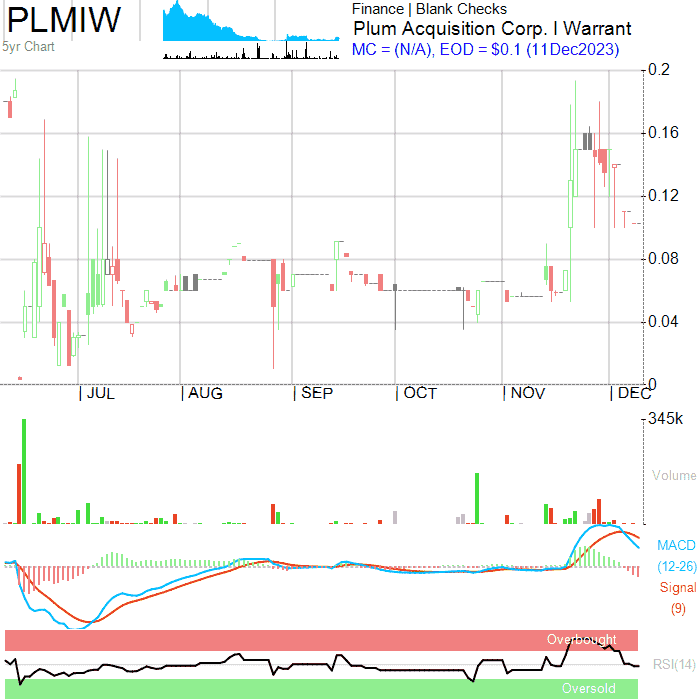 PLMIW
5yr Chart
Finance | Blank Checks
Plum Acquisition Corp. I Warrant
MC = (N/A), EOD = $0.1 (11Dec2023)
0.2
0.16
0.12
0.08
0.04
0
| JUL | AUG | SEP | OCT | NOV | DEC
345k
Volume
MACD
(12-26)
Signal
(9)
Overbought
RSI(14)
Oversold